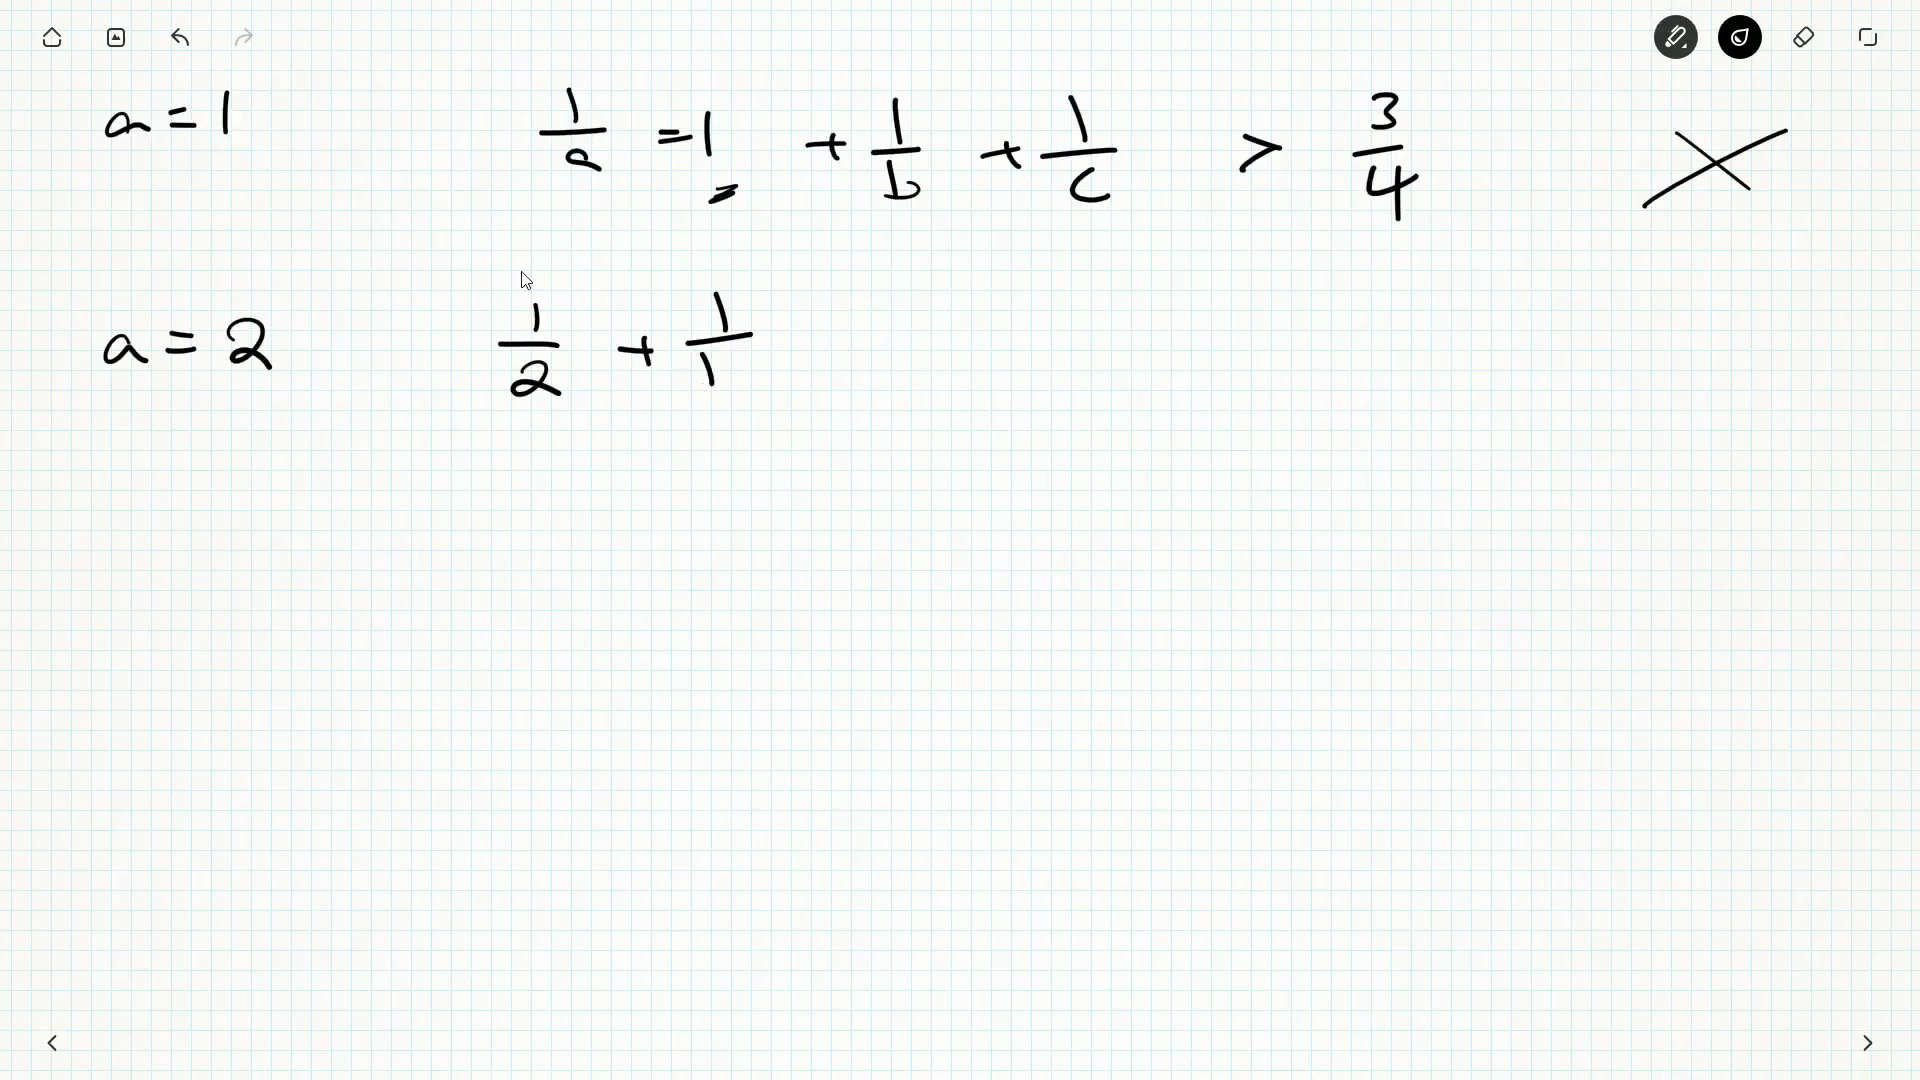 a = 1 1/a = 1 + 1/b + 1/c > 3/4 ×
a = 2 1/2 + 1/1